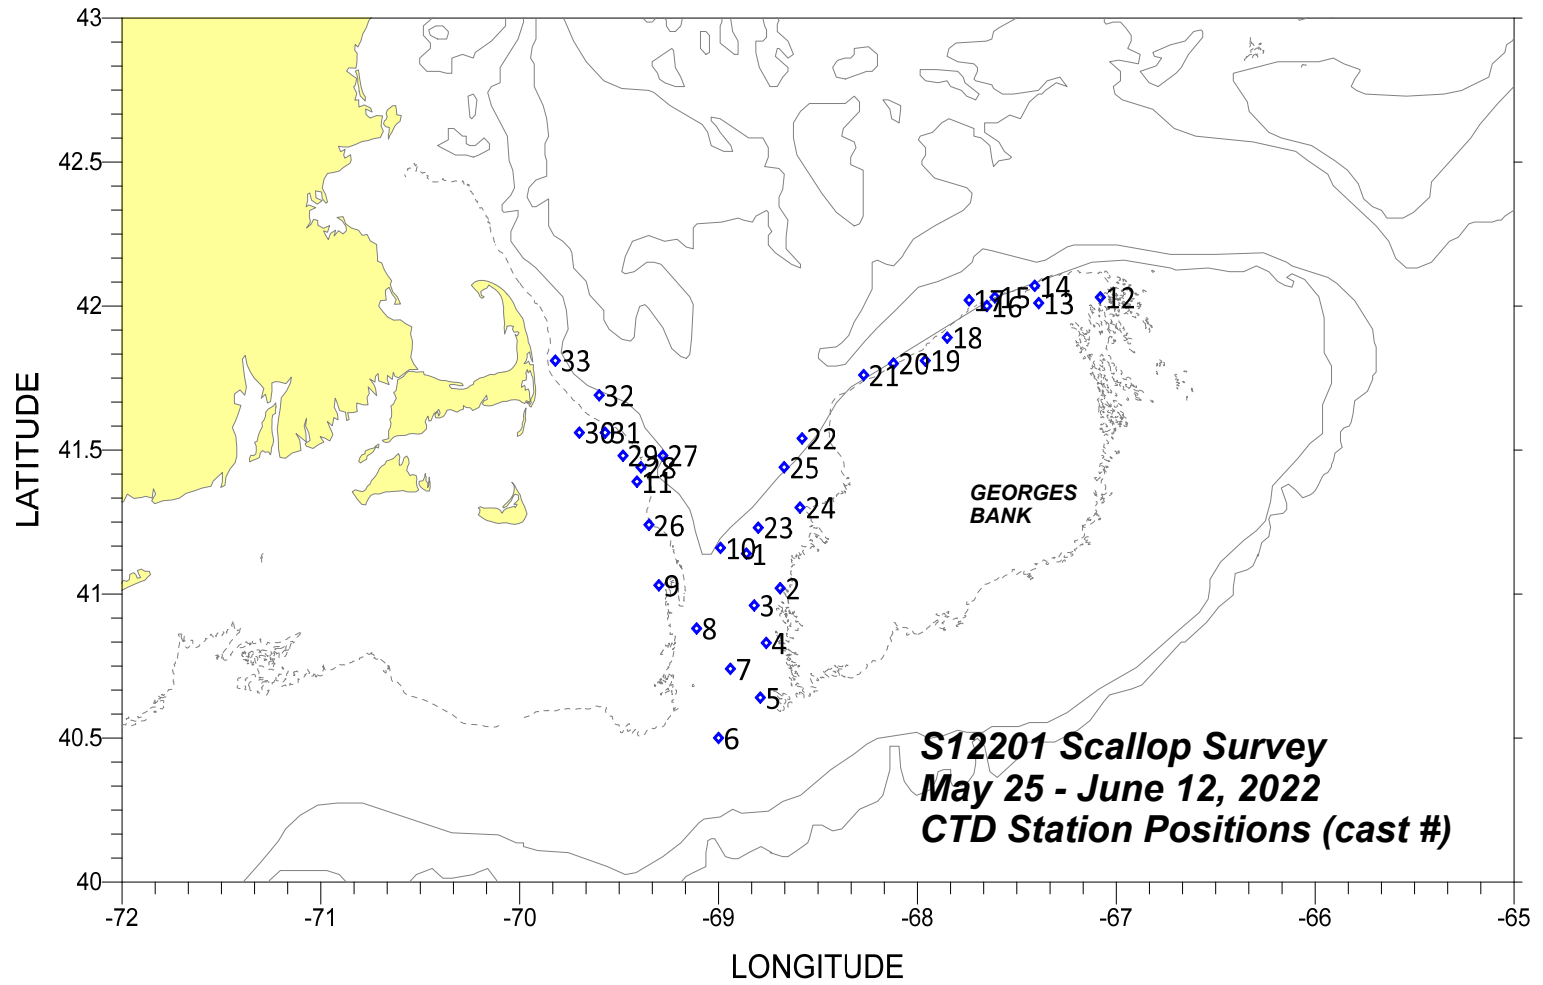 43
42.5
42
41.5
41
40.5
40
LATITUDE
14
17 15 12
16 13
18
33 20 19
21
32
30 31 22
29 27
28 25
11
24
26 23
10 1
9 2
3
8
4
7
5
6
GEORGES
BANK
S12201 Scallop Survey
May 25 - June 12, 2022
CTD Station Positions (cast #)
-72 -71 -70 -69 -68 -67 -66 -65
LONGITUDE